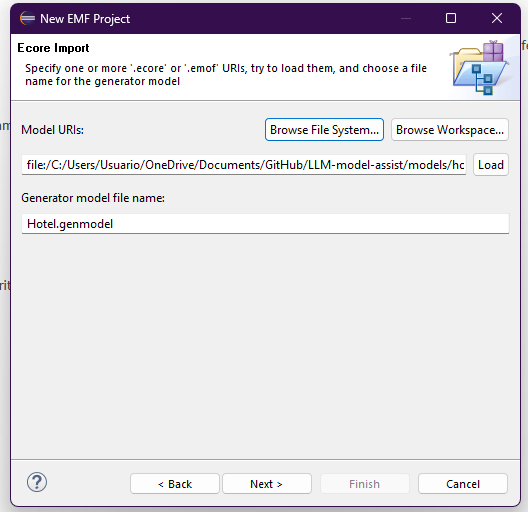 New EMF Project
Ecore Import
Specify one or more '.ecore' or '.emof' URIs, try to load them, and choose a file
name for the generator model
Model URIs:
Browse File System...
Browse Workspace...
file:/C:/Users/Usuario/OneDrive/Documents/GitHub/LLM-model-assist/models/hc
Load
Generator model file name:
Hotel.genmodel
?
< Back
Next >
Finish
Cancel